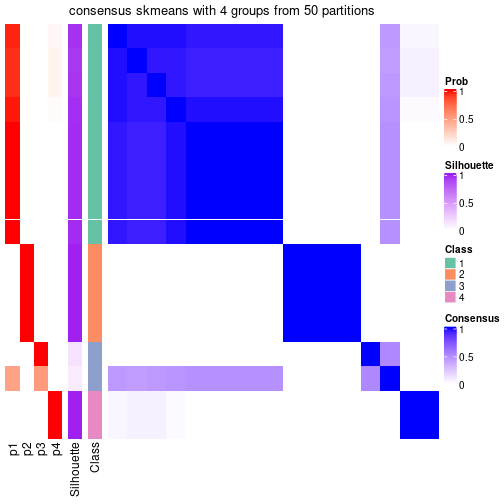 consensus skmeans with 4 groups from 50 partitions
Prob
1
0.5
0
Silhouette
1
0.5
0
Class
1
2
3
4
Consensus
1
0.5
0
p1
p2
p3
p4
Silhouette
Class